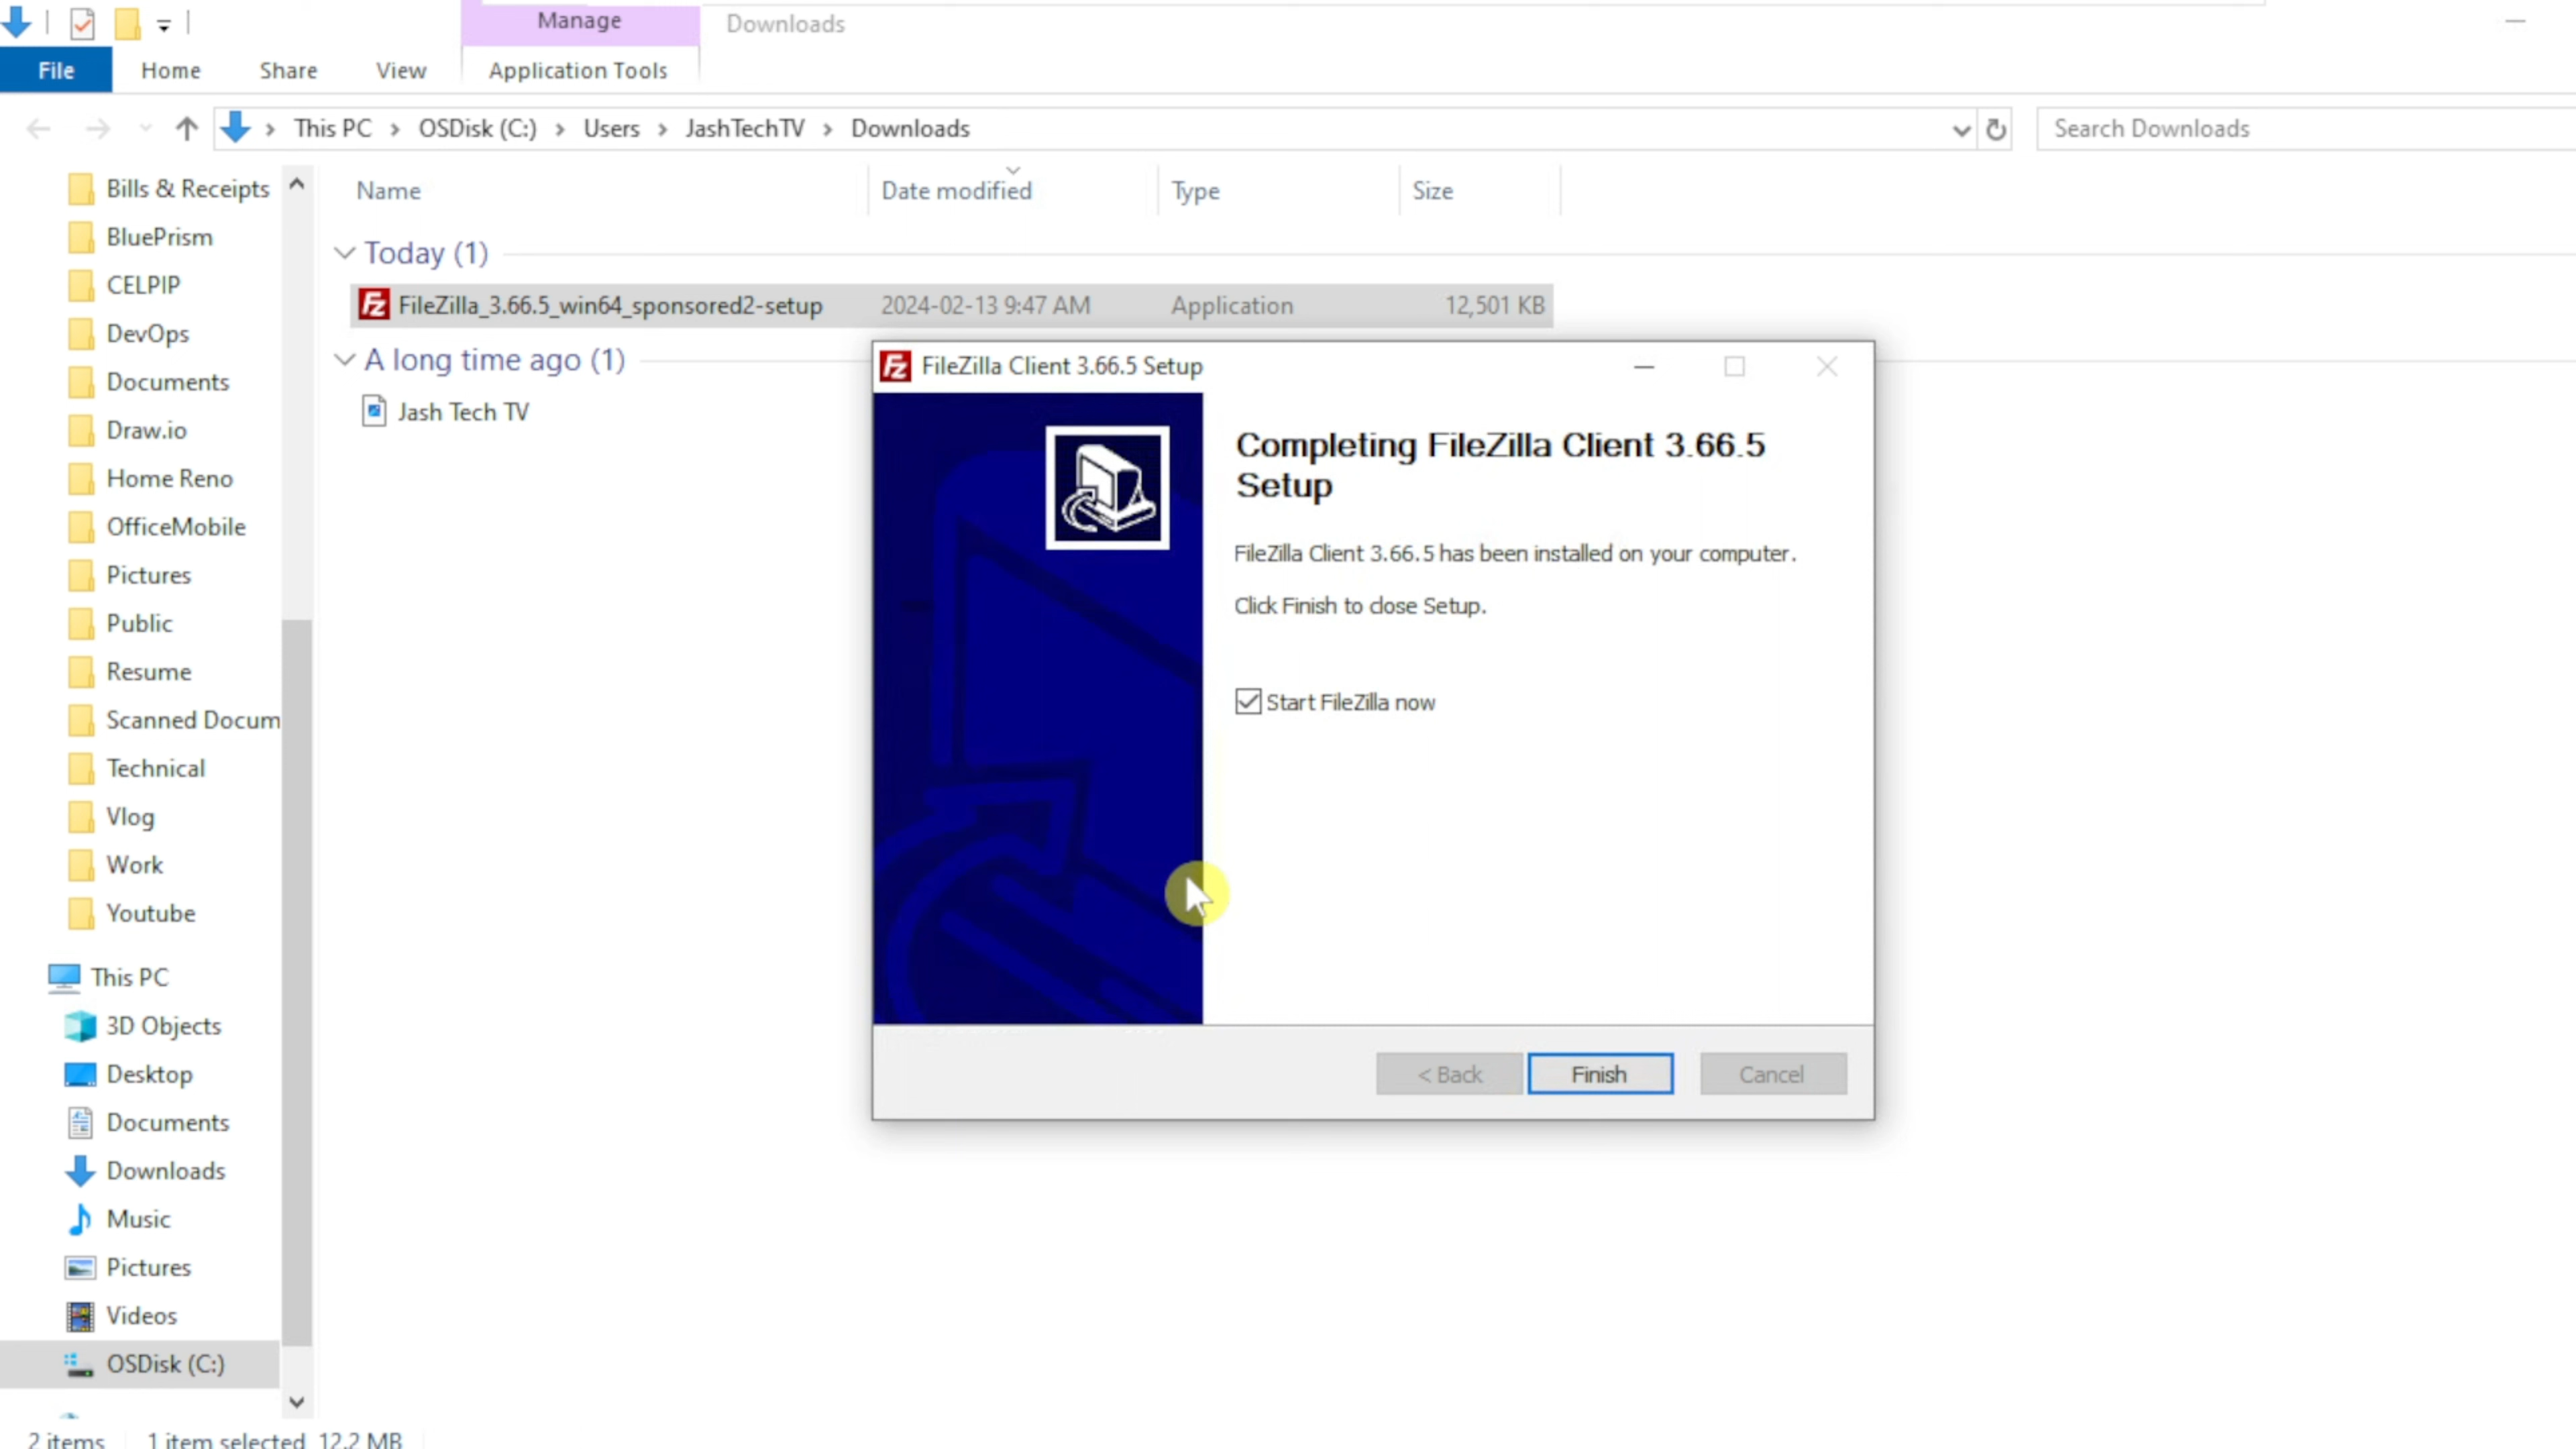 Manage
Downloads
File
Home
Share
View
Application Tools
This PC
OSDisk (C:)
Users
JashTechTV
Downloads
Search Downloads
Bills & Receipts
BluePrism
CELPIP
DevOps
Documents
Draw.io
Home Reno
OfficeMobile
Pictures
Public
Resume
Scanned Docum
Technical
Vlog
Work
Youtube
This PC
3D Objects
Desktop
Documents
Downloads
Music
Pictures
Videos
OSDisk (C:)
Name
Date modified
Type
Size
Today (1)
Fz FileZilla_3.66.5_win64_sponsored2-setup 2024-02-13 9:47 AM Application 12,501 KB
A long time ago (1)
Jash Tech TV
Fz FileZilla Client 3.66.5 Setup
Completing FileZilla Client 3.66.5
Setup
FileZilla Client 3.66.5 has been installed on your computer.
Click Finish to close Setup.
Start FileZilla now
< Back
Finish
Cancel
2 items
1 item selected 12.2 MB